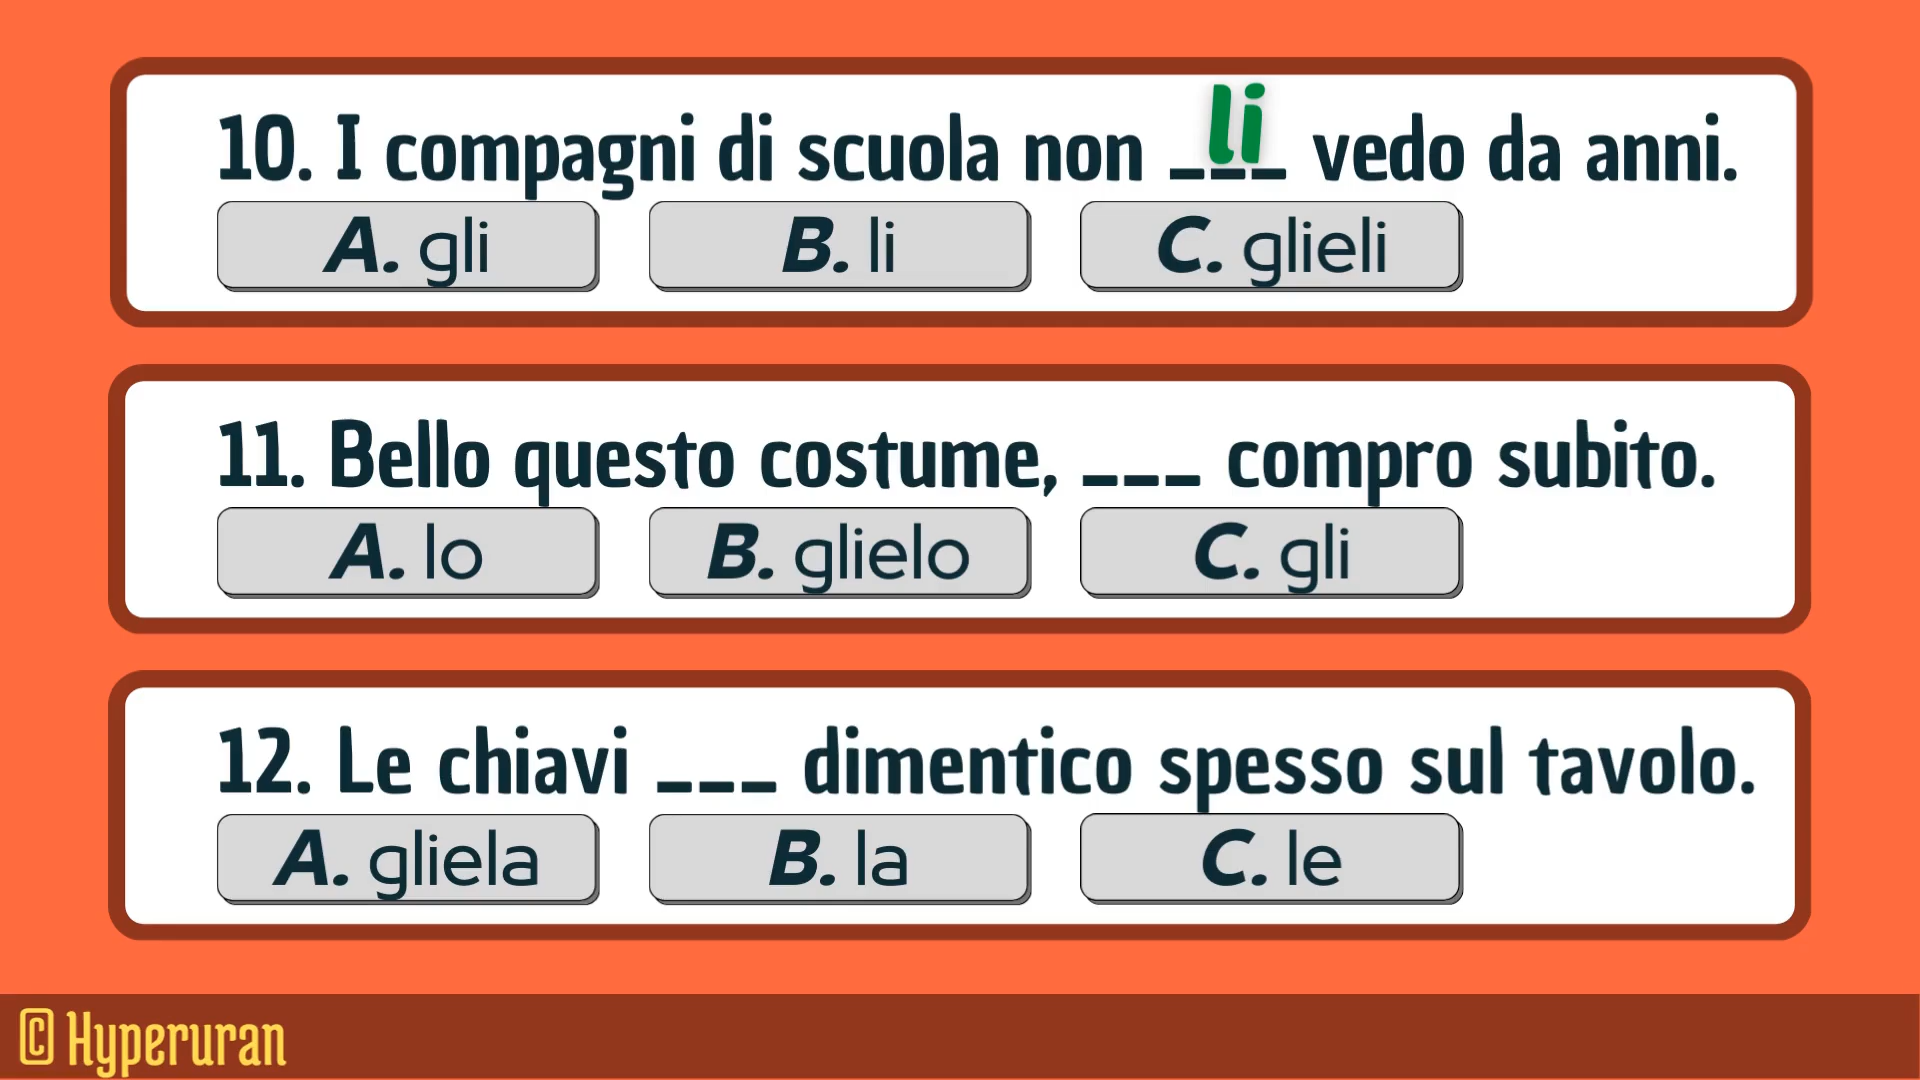 10. I compagni di scuola non _li_ vedo da anni.
A. gli B. li C. glieli
11. Bello questo costume, ___ compro subito.
A. lo B. glielo C. gli
12. Le chiavi ___ dimentico spesso sul tavolo.
A. gliela B. la C. le
© Hyperuran